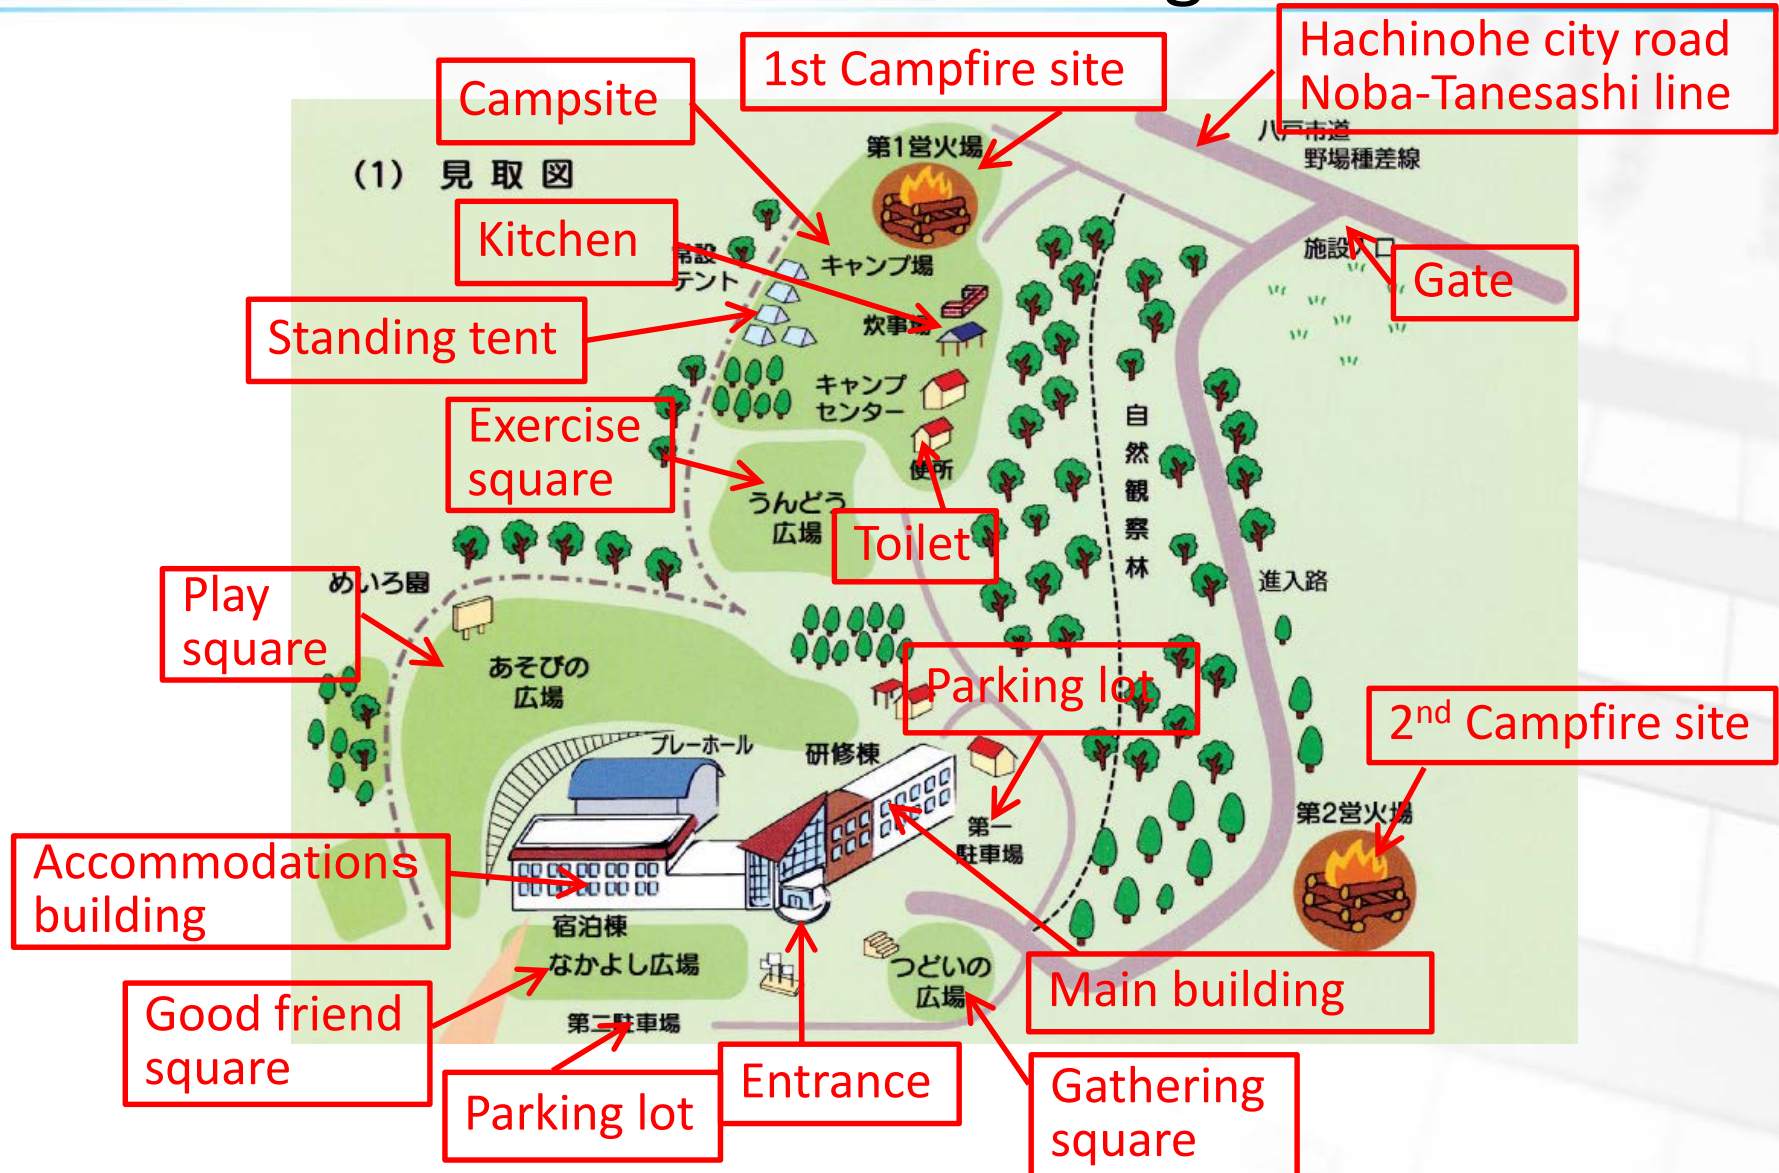 g
Hachinohe city road
Noba-Tanesashi line
1st Campfire site
Campsite
八戸市道
野場種差線
第1営火場
(1) 見取図
Kitchen
常設
テント
キャンプ場
施設入口
Gate
Standing tent
炊事場
キャンプ
センター
Exercise
square
自然観察林
便所
うんどう
広場
Toilet
めいろ園
進入路
Play
square
あそびの
広場
Parking lot
2nd Campfire site
プレーホール
研修棟
第2営火場
第一
駐車場
Accommodations
building
宿泊棟
なかよし広場
つどいの
広場
Main building
Good friend
square
第二駐車場
Entrance
Parking lot
Gathering
square